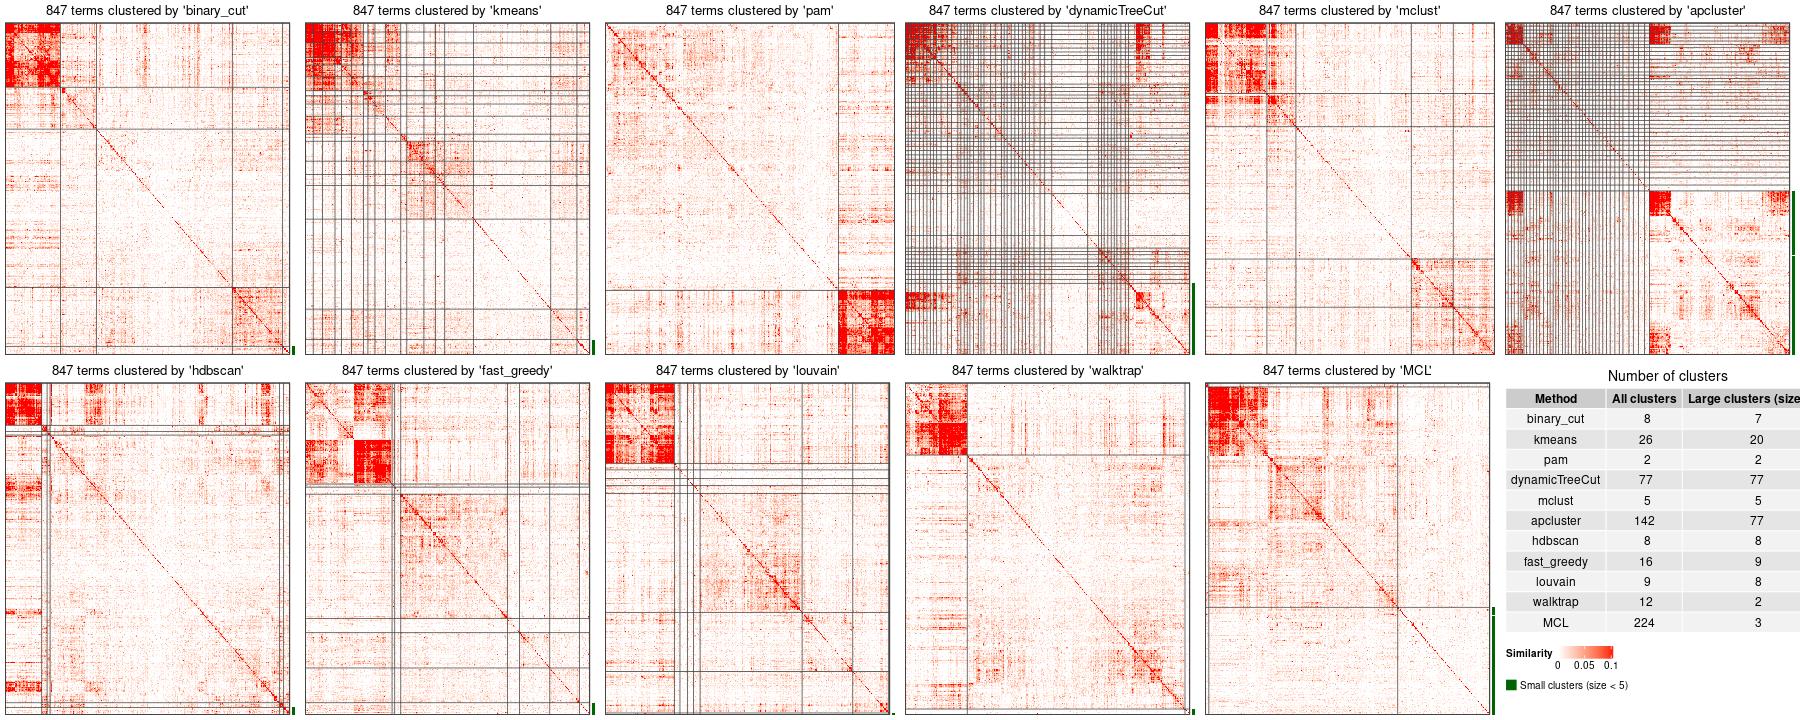 847 terms clustered by 'binary_cut'
847 terms clustered by 'kmeans'
847 terms clustered by 'pam'
847 terms clustered by 'dynamicTreeCut'
847 terms clustered by 'mclust'
847 terms clustered by 'apcluster'
847 terms clustered by 'hdbscan'
847 terms clustered by 'fast_greedy'
847 terms clustered by 'louvain'
847 terms clustered by 'walktrap'
847 terms clustered by 'MCL'
Number of clusters
Method All clusters Large clusters (size
binary_cut 8 7
kmeans 26 20
pam 2 2
dynamicTreeCut 77 77
mclust 5 5
apcluster 142 77
hdbscan 8 8
fast_greedy 16 9
louvain 9 8
walktrap 12 2
MCL 224 3
Similarity
0 0.05 0.1
Small clusters (size < 5)